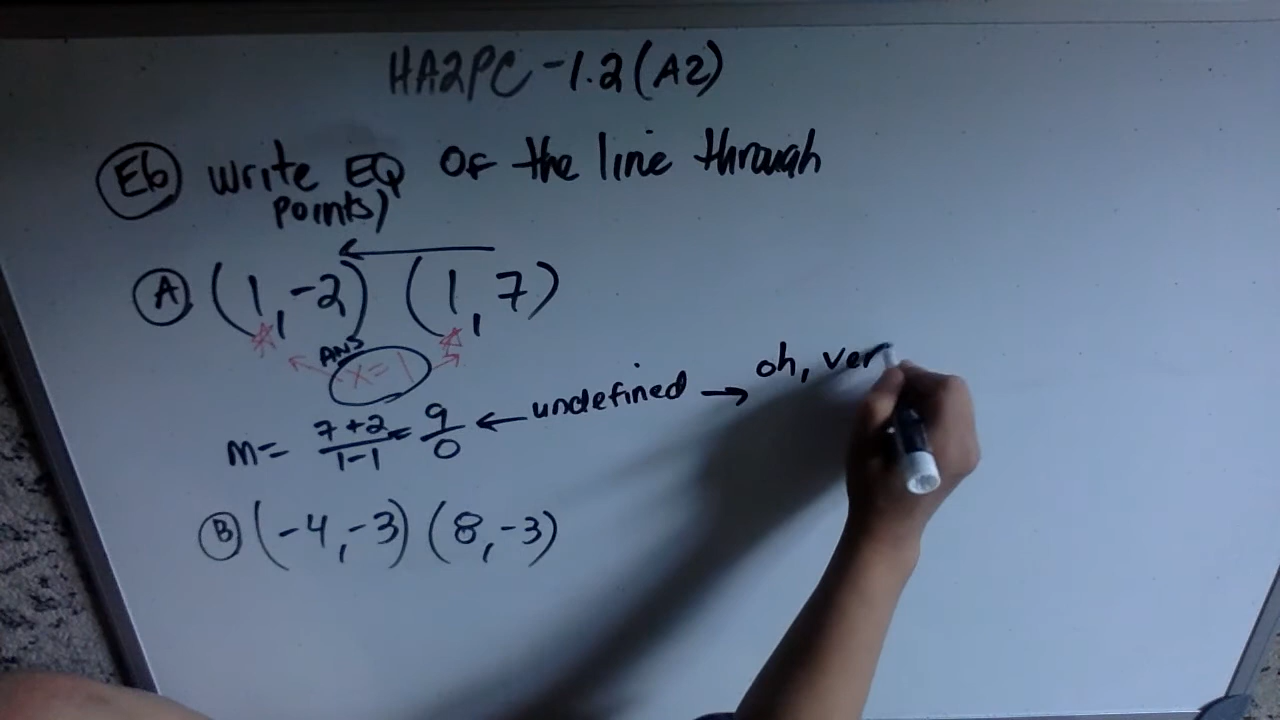 HA2PC-1.2(A2)
E6 Write EQ of the line through
points)
A (1,-2) (1,7)
ANS
x=1
oh, ver
m= 7+2/1-1 = 9/0 ← undefined →
B (-4,-3) (8,-3)